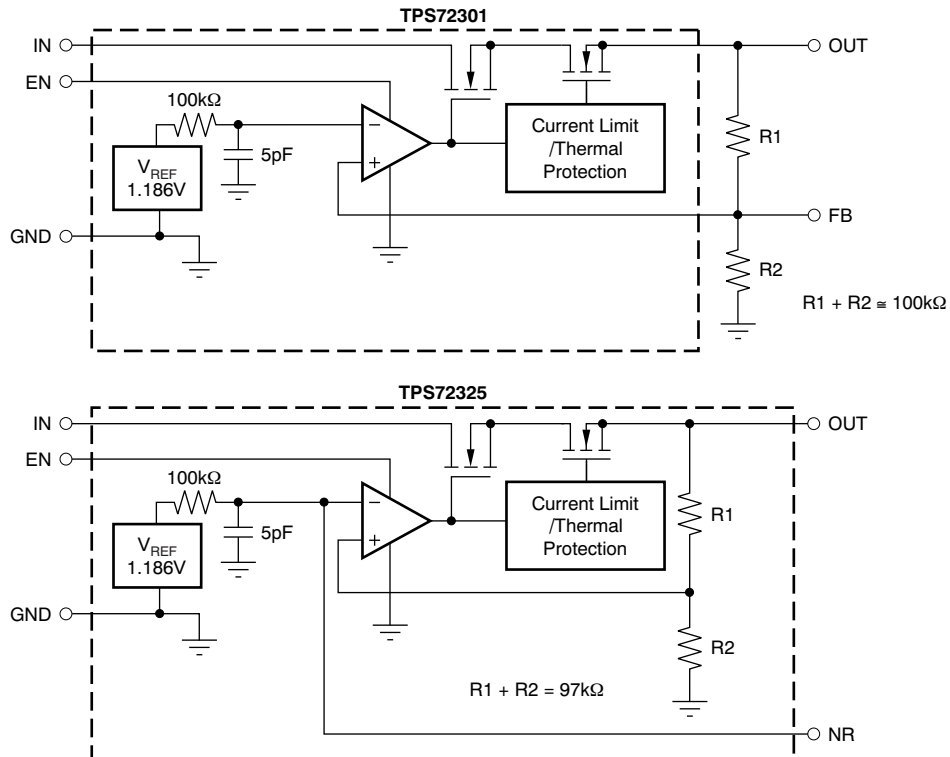 TPS72301
IN
OUT
EN
100kΩ
−
+
5pF
Current Limit
/Thermal
Protection
R1
VREF
1.186V
FB
GND
R2
R1 + R2 ≅ 100kΩ
TPS72325
IN
OUT
EN
100kΩ
−
+
5pF
Current Limit
/Thermal
Protection
R1
VREF
1.186V
GND
R2
R1 + R2 = 97kΩ
NR